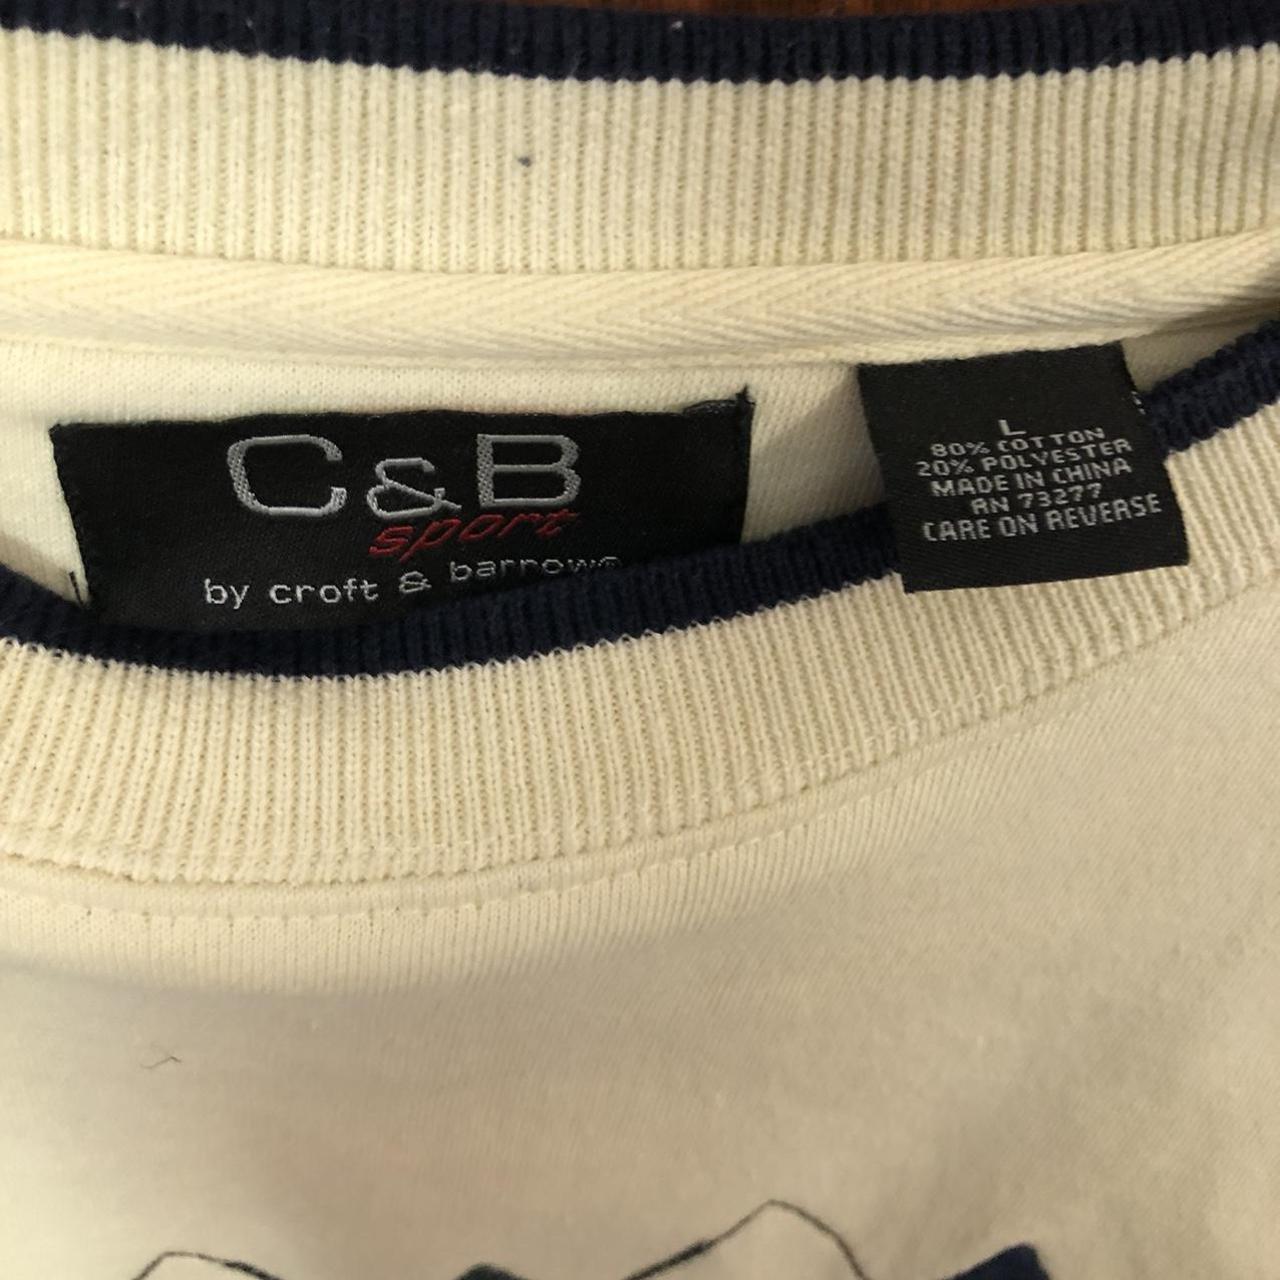 C&B
sport
by croft & barrow®
L
80% COTTON
20% POLYESTER
MADE IN CHINA
RN 73277
CARE ON REVERSE